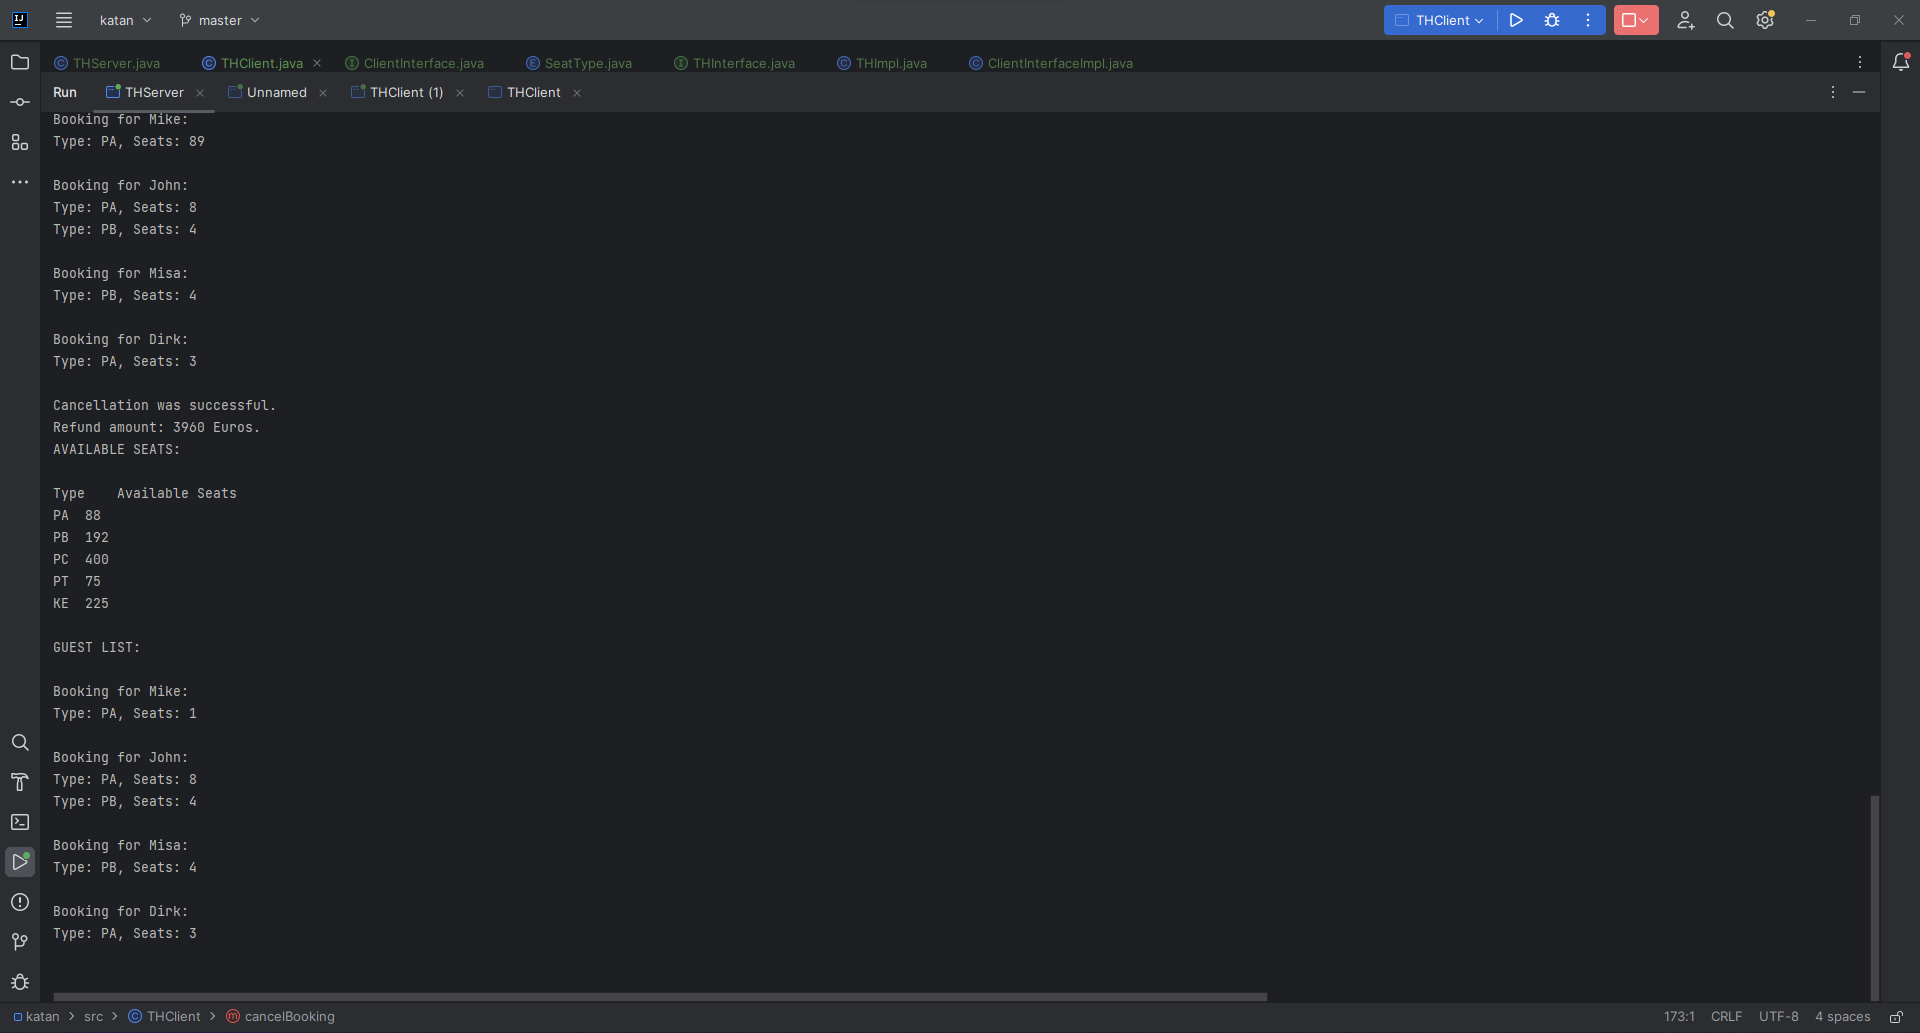 katan
master
THClient
THServer.java
THClient.java
ClientInterface.java
SeatType.java
THInterface.java
THImpl.java
ClientInterfaceImpl.java
Run
THServer
Unnamed
THClient (1)
THClient
Booking for Mike:
Type: PA, Seats: 89
Booking for John:
Type: PA, Seats: 8
Type: PB, Seats: 4
Booking for Misa:
Type: PB, Seats: 4
Booking for Dirk:
Type: PA, Seats: 3
Cancellation was successful.
Refund amount: 3960 Euros.
AVAILABLE SEATS:
Type    Available Seats
PA  88
PB  192
PC  400
PT  75
KE  225
GUEST LIST:
Booking for Mike:
Type: PA, Seats: 1
Booking for John:
Type: PA, Seats: 8
Type: PB, Seats: 4
Booking for Misa:
Type: PB, Seats: 4
Booking for Dirk:
Type: PA, Seats: 3
katan > src > THClient > cancelBooking
173:1 CRLF UTF-8 4 spaces